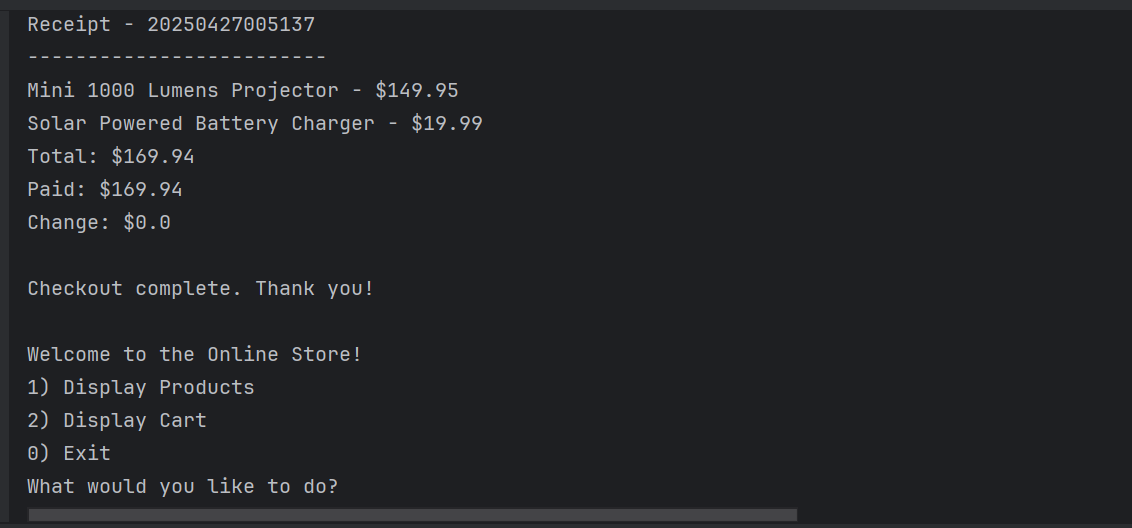 Receipt - 20250427005137
-------------------------
Mini 1000 Lumens Projector - $149.95
Solar Powered Battery Charger - $19.99
Total: $169.94
Paid: $169.94
Change: $0.0
Checkout complete. Thank you!
Welcome to the Online Store!
1) Display Products
2) Display Cart
0) Exit
What would you like to do?